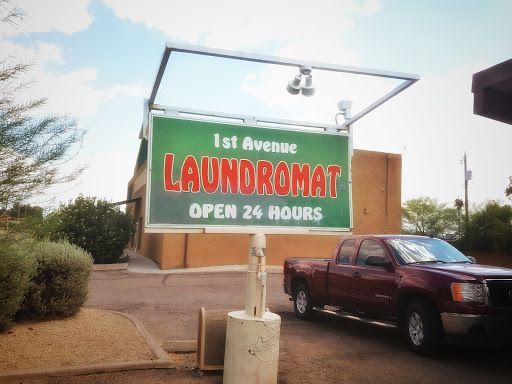 1st Avenue
LAUNDROMAT
OPEN 24 HOURS